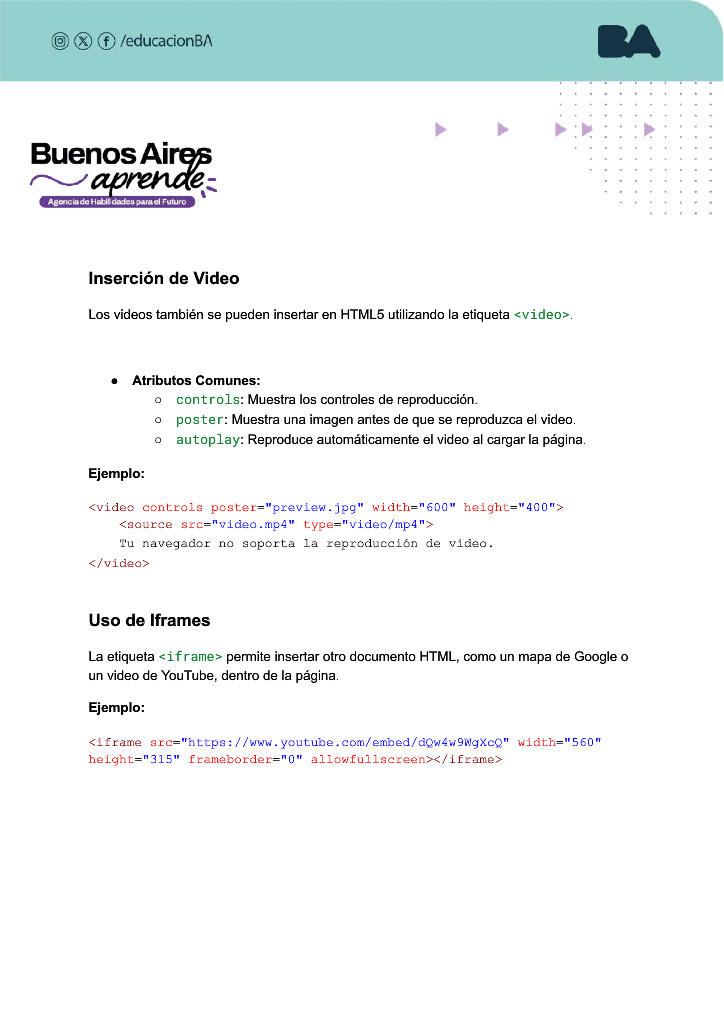 /educacionBA
BA
Buenos Aires
aprende
Agencia de Habilidades para el Futuro
Inserción de Video
Los videos también se pueden insertar en HTML5 utilizando la etiqueta <video>.
● Atributos Comunes:
○ controls: Muestra los controles de reproducción.
○ poster: Muestra una imagen antes de que se reproduzca el video.
○ autoplay: Reproduce automáticamente el video al cargar la página.
Ejemplo:
<video controls poster="preview.jpg" width="600" height="400">
<source src="video.mp4" type="video/mp4">
Tu navegador no soporta la reproducción de video.
</video>
Uso de Iframes
La etiqueta <iframe> permite insertar otro documento HTML, como un mapa de Google o
un video de YouTube, dentro de la página.
Ejemplo:
<iframe src="https://www.youtube.com/embed/dQw4w9WgXcQ" width="560"
height="315" frameborder="0" allowfullscreen></iframe>